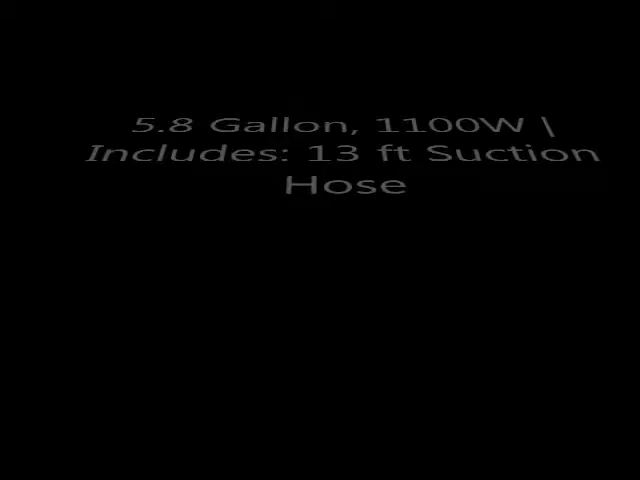 5.8 Gallon, 1100W |
Includes: 13 ft Suction
Hose